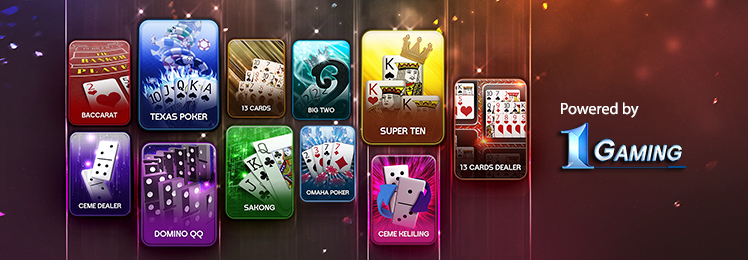 BACCARAT
TEXAS POKER
13 CARDS
BIG TWO
SUPER TEN
13 CARDS DEALER
CEME DEALER
DOMINO QQ
SAKONG
OMAHA POKER
CEME KELILING
Powered by
1 GAMING